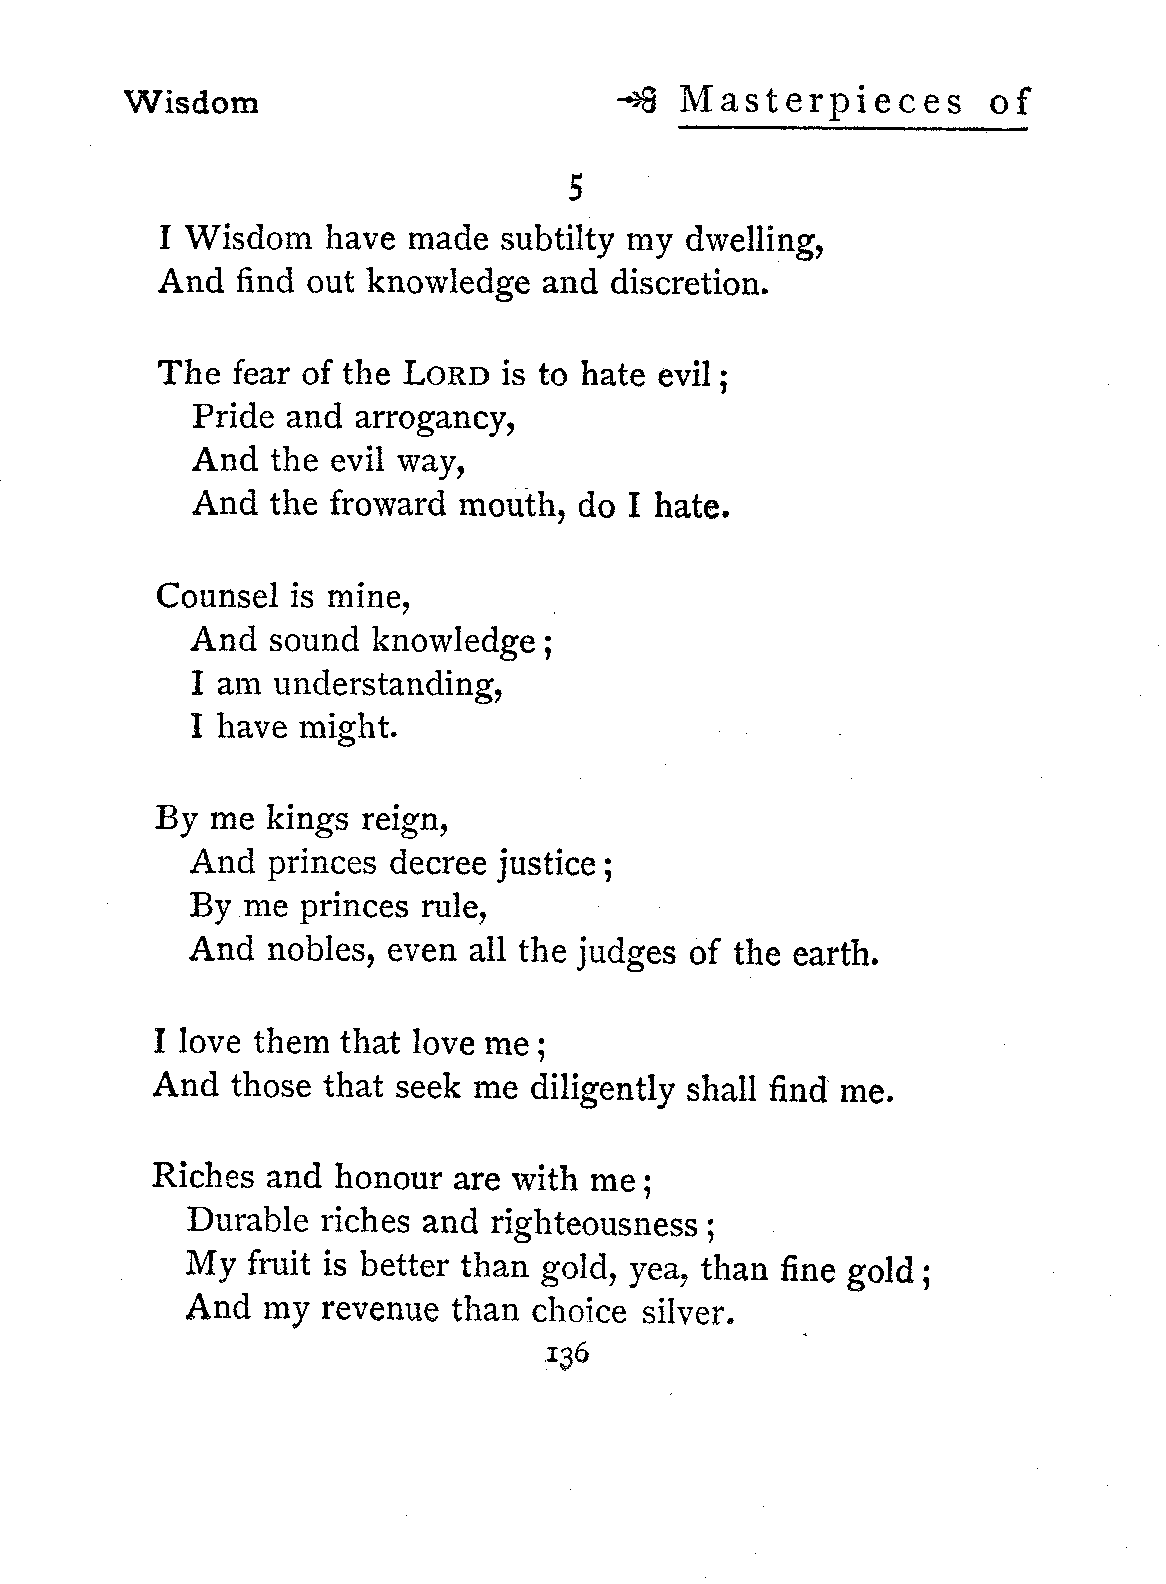 Wisdom Masterpieces of
5
I Wisdom have made subtilty my dwelling,
And find out knowledge and discretion.
The fear of the LORD is to hate evil;
Pride and arrogancy,
And the evil way,
And the froward mouth, do I hate.
Counsel is mine,
And sound knowledge;
I am understanding,
I have might.
By me kings reign,
And princes decree justice;
By me princes rule,
And nobles, even all the judges of the earth.
I love them that love me;
And those that seek me diligently shall find me.
Riches and honour are with me;
Durable riches and righteousness;
My fruit is better than gold, yea, than fine gold;
And my revenue than choice silver.
136